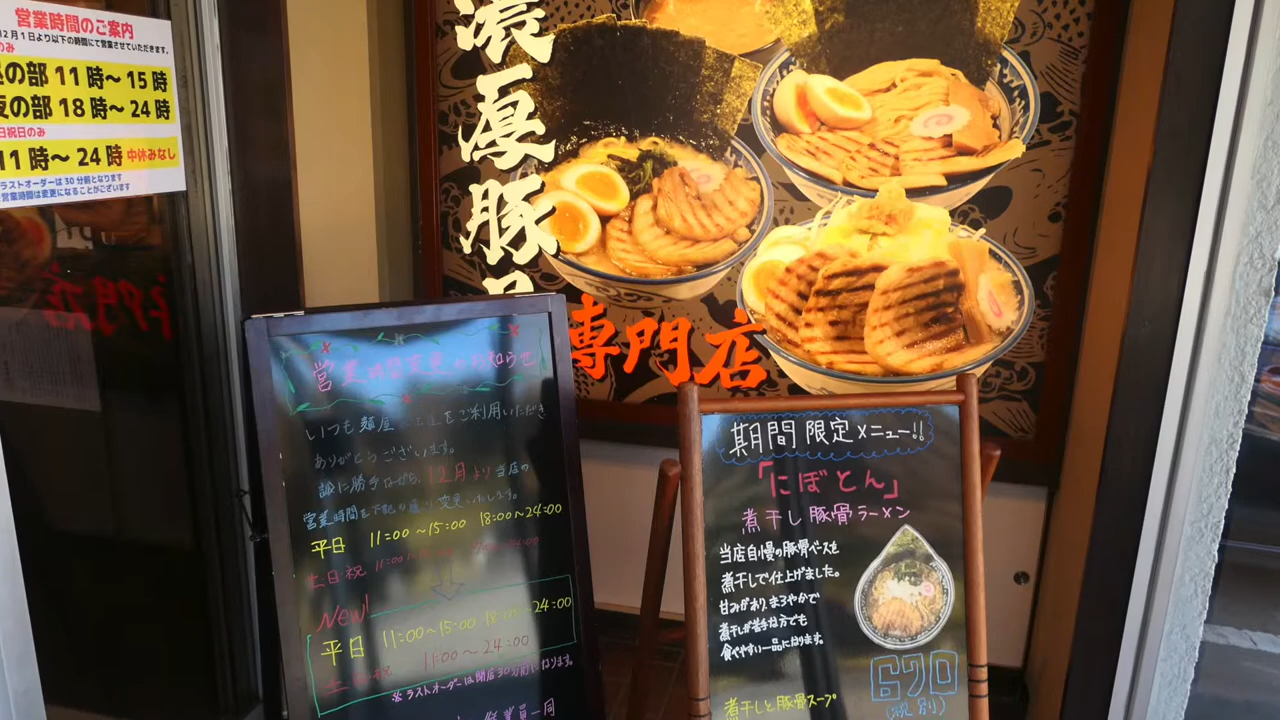 営業時間のご案内
12月1日より以下の時間にて営業させていただきます。
のみ
昼の部 11時～15時
夜の部 18時～24時
日祝日のみ
11時～24時 中休みなし
ラストオーダーは30分前となります
営業時間は変更になることがございます
濃厚豚骨
専門店
営業時間変更のお知らせ
いつも麺屋 をご利用いただき
ありがとうございます。
誠に勝手ながら、12月より当店の
営業時間を下記の通り変更いたします。
平日 11:00～15:00 18:00～24:00
土日祝 11:00～15:00 ～24:00
New!
平日 11:00～15:00 18:00～24:00
土日祝 11:00～24:00
※ラストオーダーは閉店30分前になります。
従業員一同
期間限定メニュー!!
「にぼとん」
煮干し豚骨ラーメン
当店自慢の豚骨ベースを
煮干しで仕上げました。
甘みがあり、まろやかで
煮干しが苦手な方でも
食べやすい一品になります。
670
(税別)
煮干しと豚骨スープ